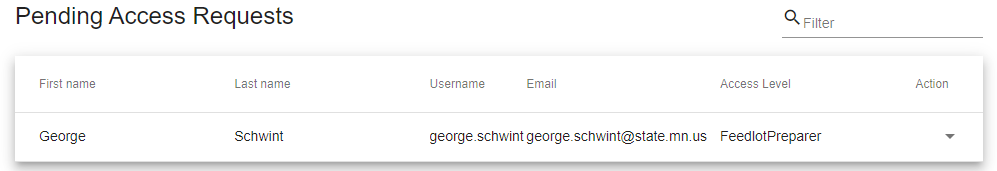 Pending Access Requests
Filter
First name Last name Username Email Access Level Action
George Schwint george.schwint george.schwint@state.mn.us FeedlotPreparer